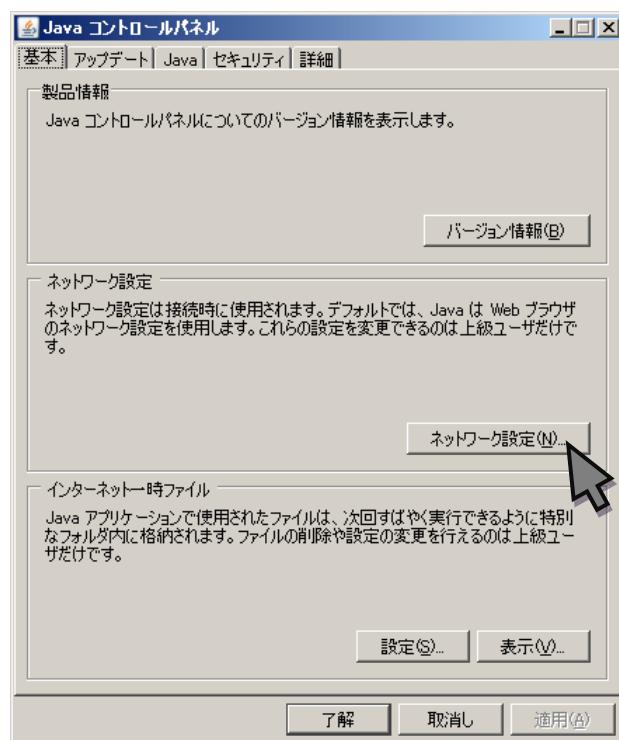 Java コントロールパネル
基本 アップデート Java セキュリティ 詳細
製品情報
Java コントロールパネルについてのバージョン情報を表示します。
バージョン情報(B)
ネットワーク設定
ネットワーク設定は接続時に使用されます。デフォルトでは、Java は Web ブラウザ
のネットワーク設定を使用します。これらの設定を変更できるのは上級ユーザだけで
す。
ネットワーク設定(N)...
インターネット一時ファイル
Java アプリケーションで使用されたファイルは、次回すばやく実行できるように特別
なフォルダ内に格納されます。ファイルの削除や設定の変更を行えるのは上級ユー
ザだけです。
設定(S)... 表示(V)...
了解 取消し 適用(A)